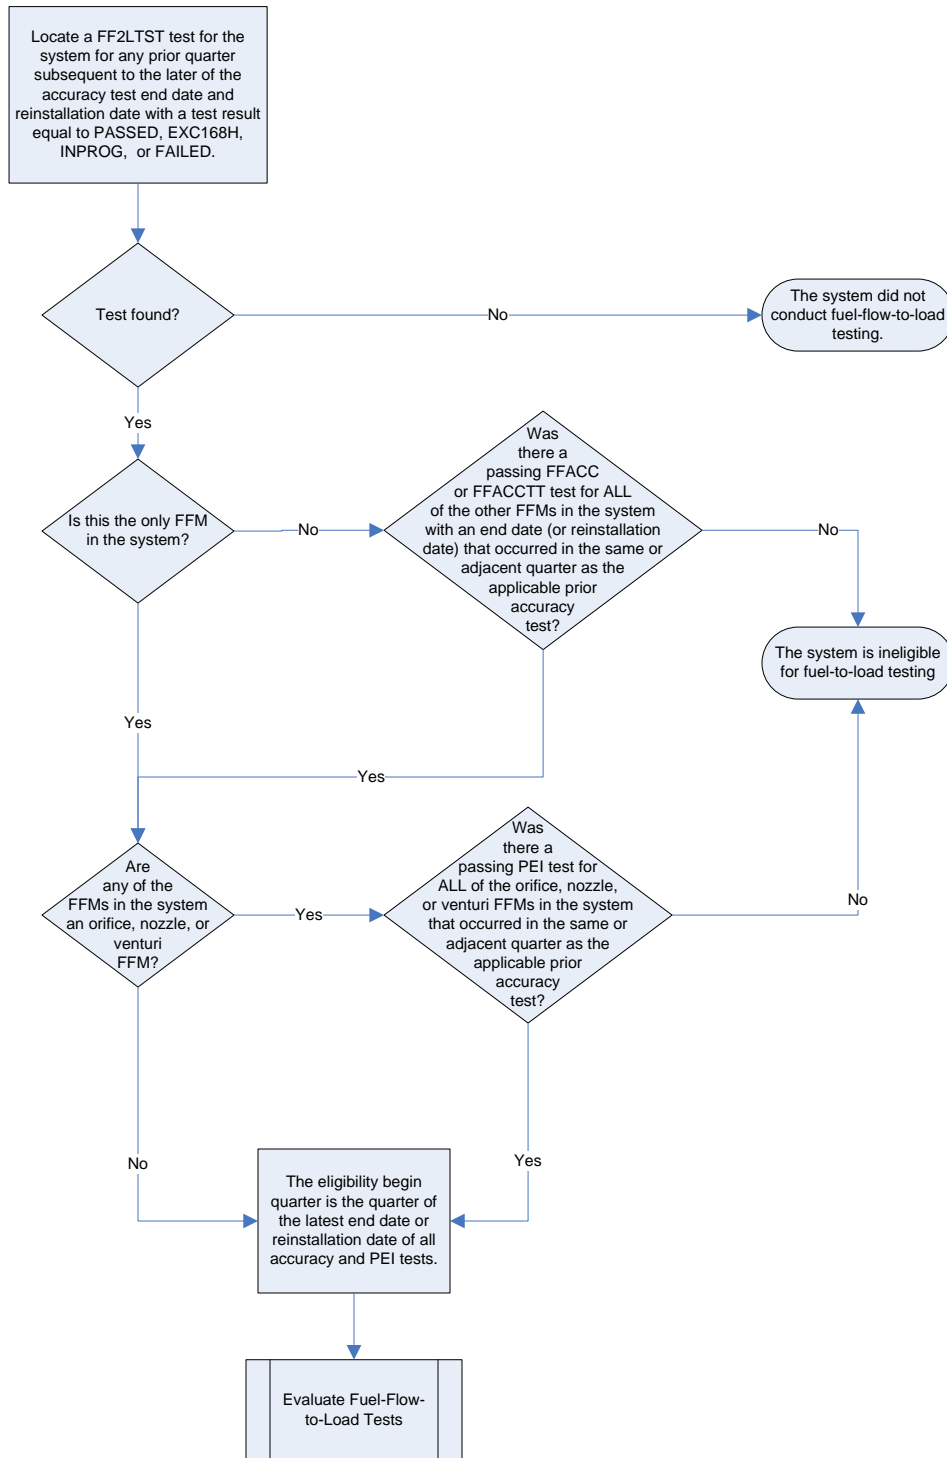 Locate a FF2LTST test for the
system for any prior quarter
subsequent to the later of the
accuracy test end date and
reinstallation date with a test result
equal to PASSED, EXC168H,
INPROG,  or FAILED.
Test found?
No
The system did not
conduct fuel-flow-to-load
testing.
Yes
Is this the only FFM
in the system?
No
Was
there a
passing FFACC
or FFACCTT test for ALL
of the other FFMs in the system
with an end date (or reinstallation
date) that occurred in the same or
adjacent quarter as the
applicable prior
accuracy
test?
No
The system is ineligible
for fuel-to-load testing
Yes
Yes
Are
any of the
FFMs in the system
an orifice, nozzle, or
venturi
FFM?
Yes
Was
there a
passing PEI test for
ALL of the orifice, nozzle,
or venturi FFMs in the system
that occurred in the same or
adjacent quarter as the
applicable prior
accuracy
test?
No
No
Yes
The eligibility begin
quarter is the quarter of
the latest end date or
reinstallation date of all
accuracy and PEI tests.
Evaluate Fuel-Flow-
to-Load Tests